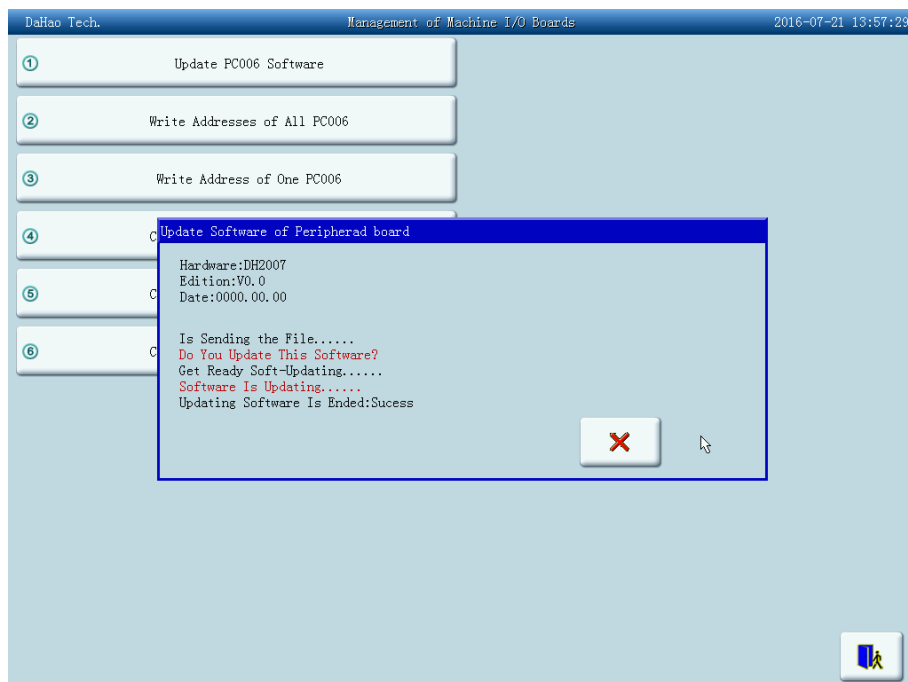 DaHao Tech. Management of Machine I/O Boards 2016-07-21 13:57:29
① Update PC006 Software
② Write Addresses of All PC006
③ Write Address of One PC006
④ C
Update Software of Peripherad board
Hardware:DH2007
Edition:V0.0
⑤ C
Date:0000.00.00
Is Sending the File......
⑥ C
Do You Update This Software?
Get Ready Soft-Updating......
Software Is Updating......
Updating Software Is Ended:Sucess